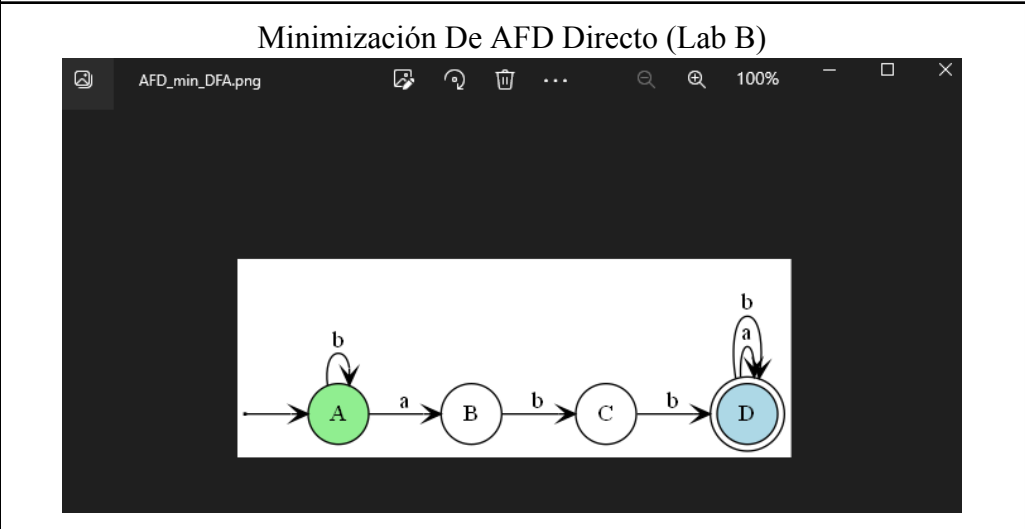 Minimización De AFD Directo (Lab B)
AFD_min_DFA.png
100%
b
a
b
A
a
B
b
C
b
D